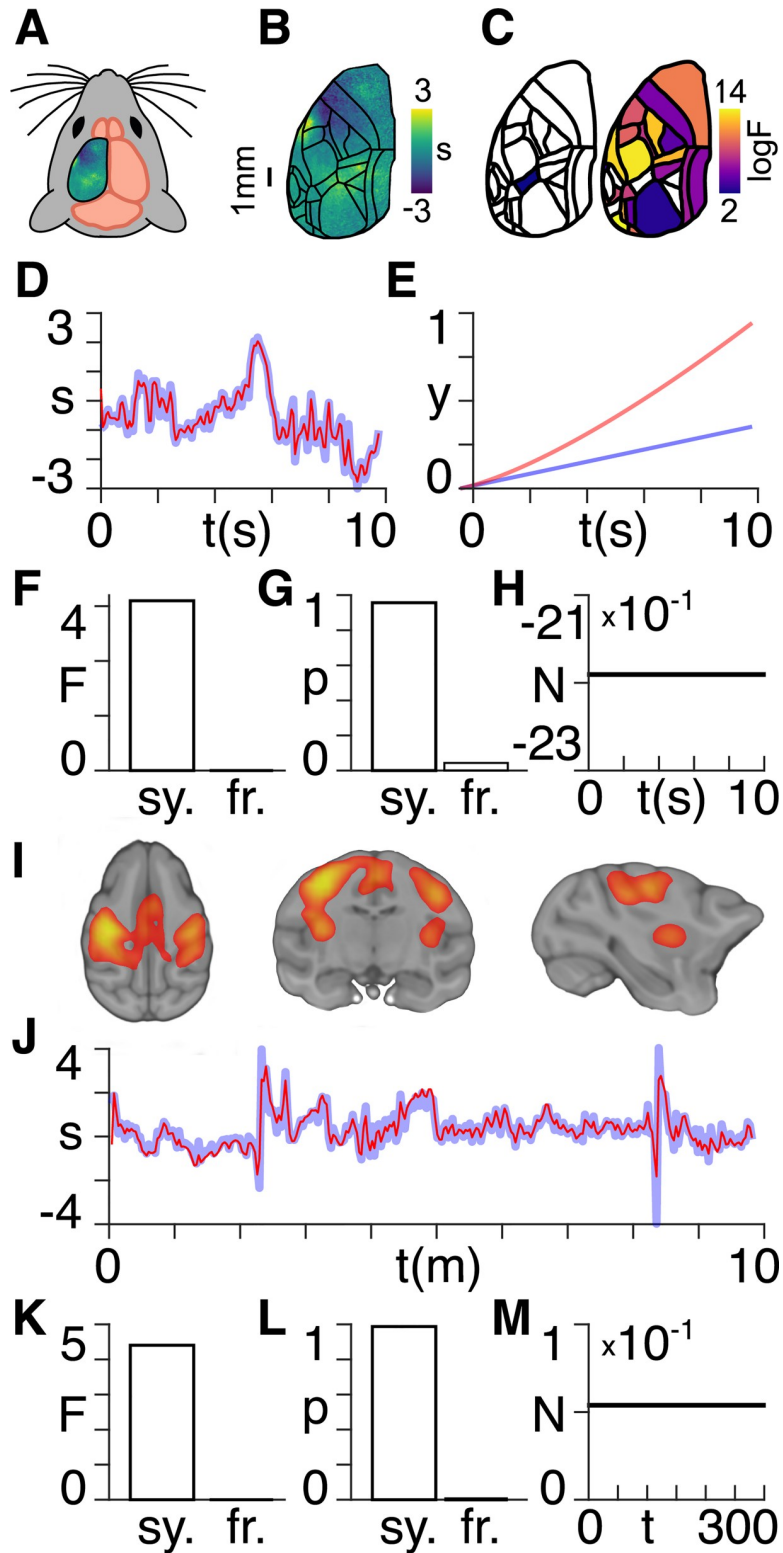 A B C
3
s
-3
1mm
14
logF
2
D E
3
s
-3
0 t(s) 10
1
y
0
0 t(s) 10
F G H
4
F
0
sy. fr.
1
p
0
sy. fr.
-21 ×10⁻¹
N
-23
0 t(s) 10
I
J
4
s
-4
0 t(m) 10
K L M
5
F
0
sy. fr.
1
p
0
sy. fr.
1 ×10⁻¹
N
0
0 t 300